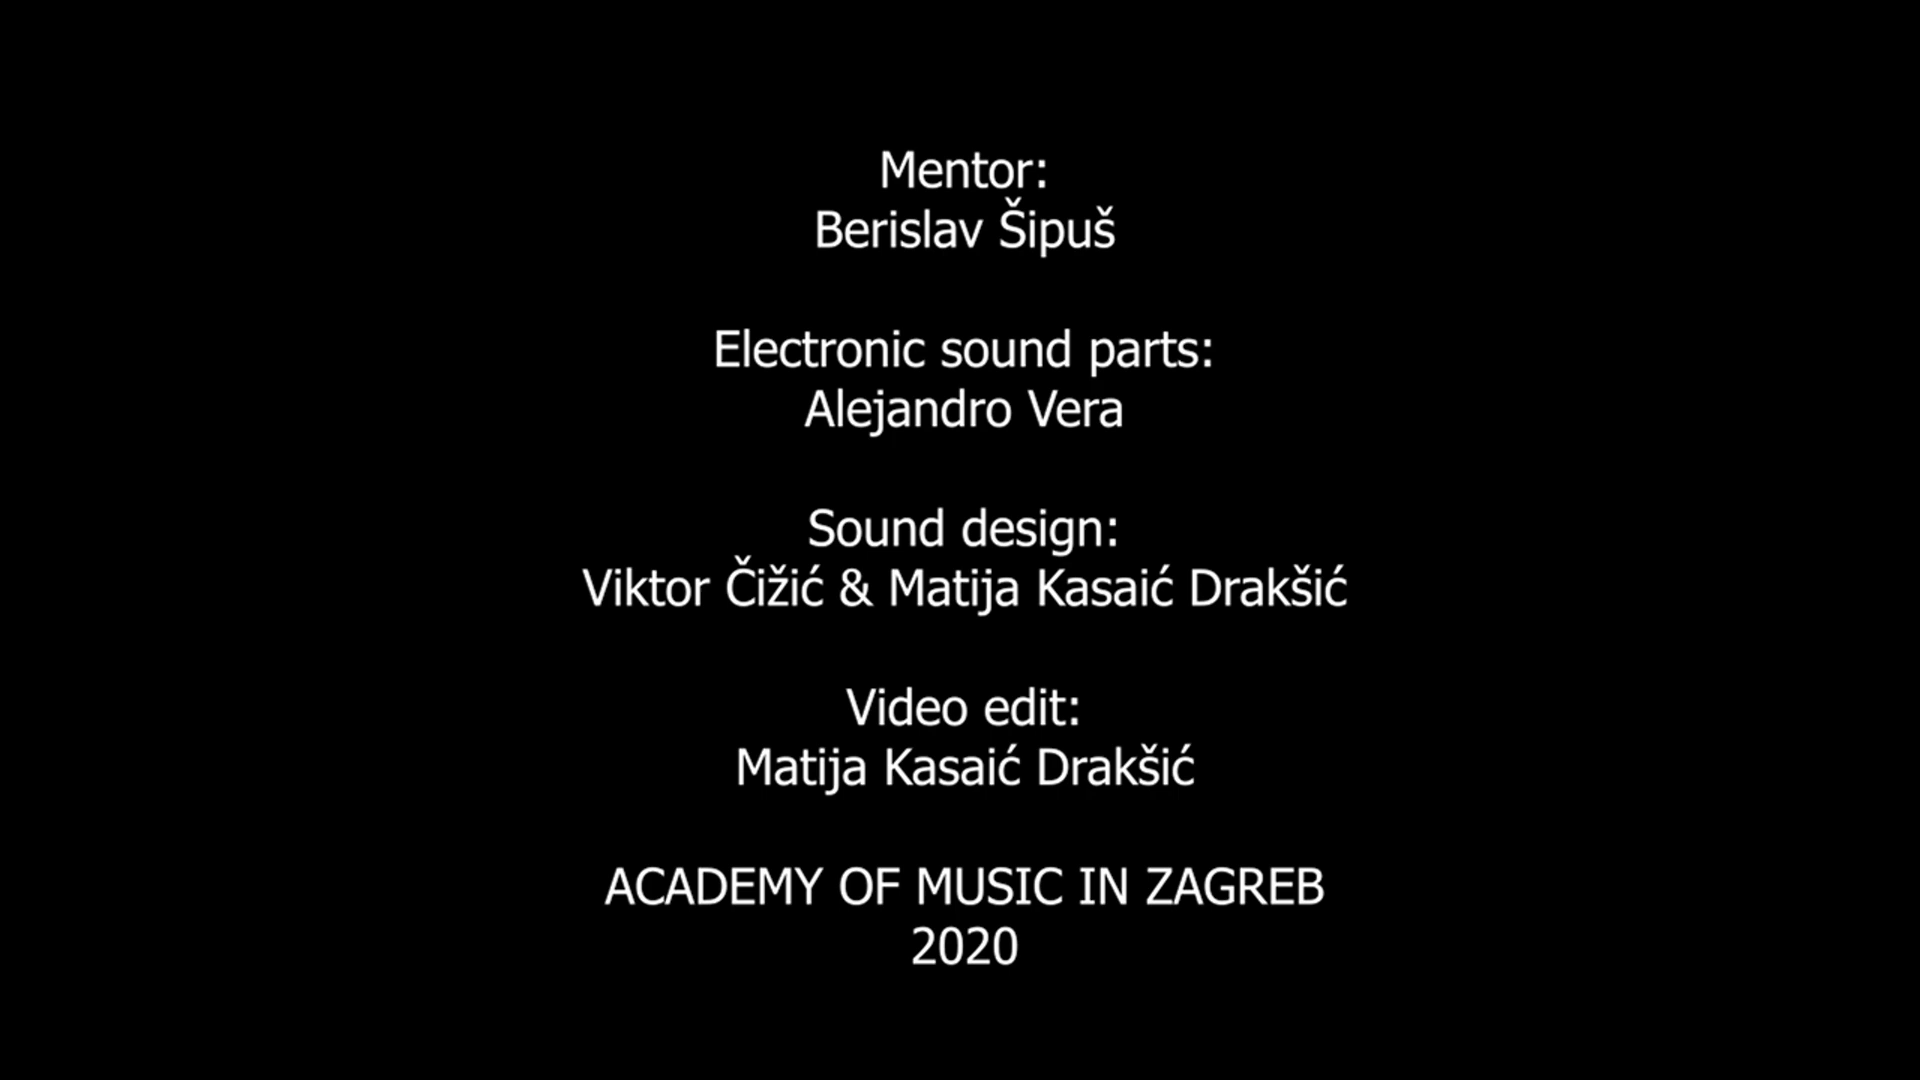 Mentor:
Berislav Šipuš
Electronic sound parts:
Alejandro Vera
Sound design:
Viktor Čižić & Matija Kasaić Drakšić
Video edit:
Matija Kasaić Drakšić
ACADEMY OF MUSIC IN ZAGREB
2020